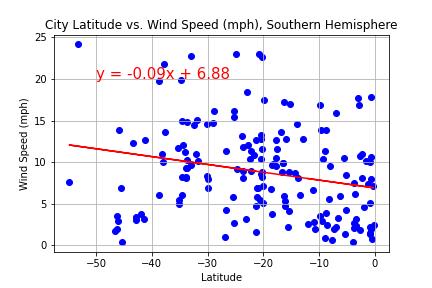 City Latitude vs. Wind Speed (mph), Southern Hemisphere
25
20
15
10
5
0
Wind Speed (mph)
y = -0.09x + 6.88
−50 −40 −30 −20 −10 0
Latitude